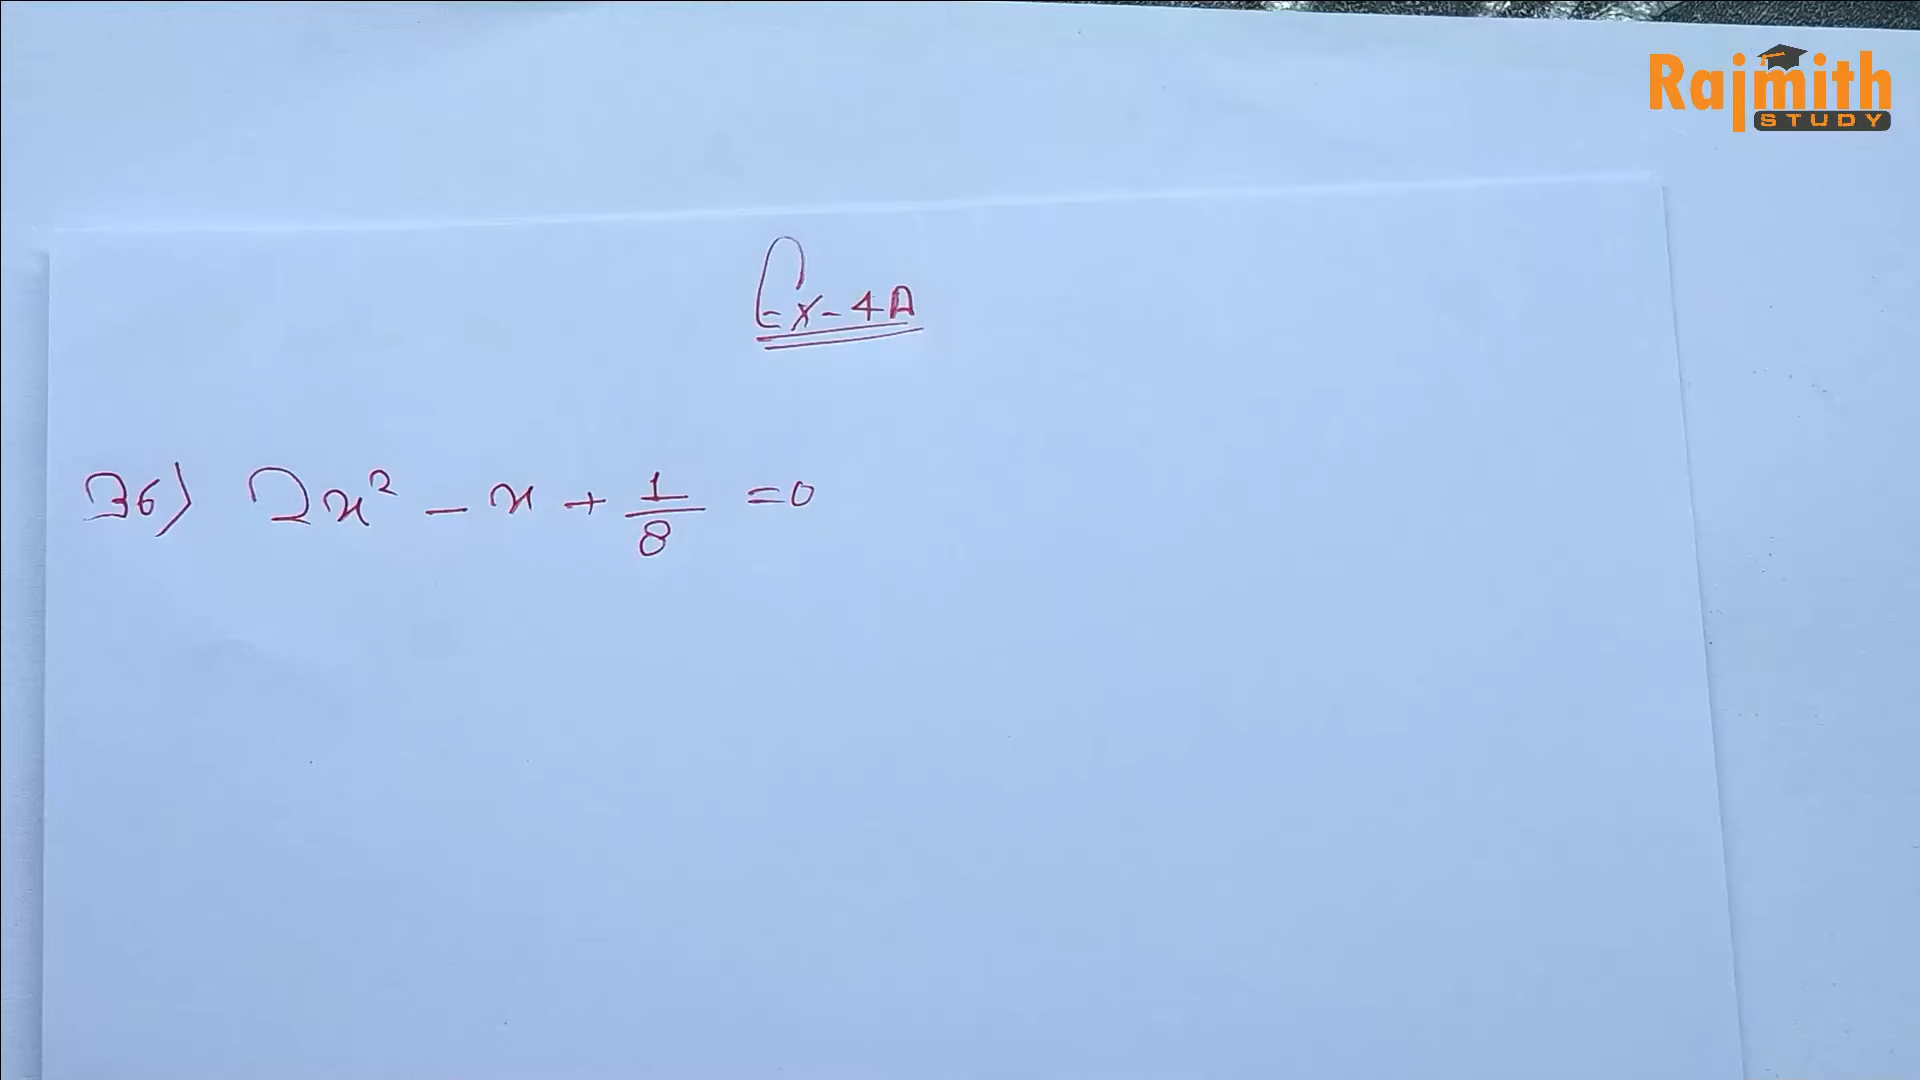 Rajmith
STUDY
Ex-4A
36) 2x² - x + 1/8 = 0